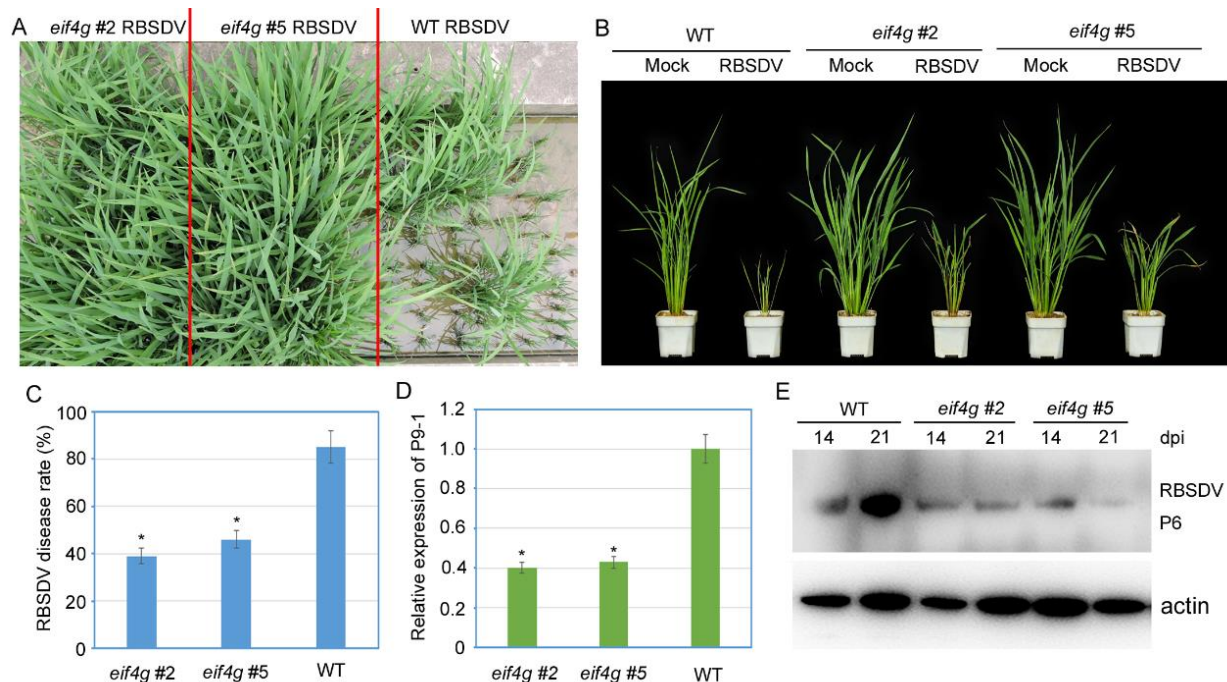 A
eif4g #2 RBSDV eif4g #5 RBSDV WT RBSDV
B
WT eif4g #2 eif4g #5
Mock RBSDV Mock RBSDV Mock RBSDV
C
RBSDV disease rate (%)
100
80
60
40
20
0
* *
eif4g #2 eif4g #5 WT
D
Relative expression of P9-1
1.2
1.0
0.8
0.6
0.4
0.2
0
* *
eif4g #2 eif4g #5 WT
E
WT eif4g #2 eif4g #5
14 21 14 21 14 21 dpi
RBSDV
P6
actin